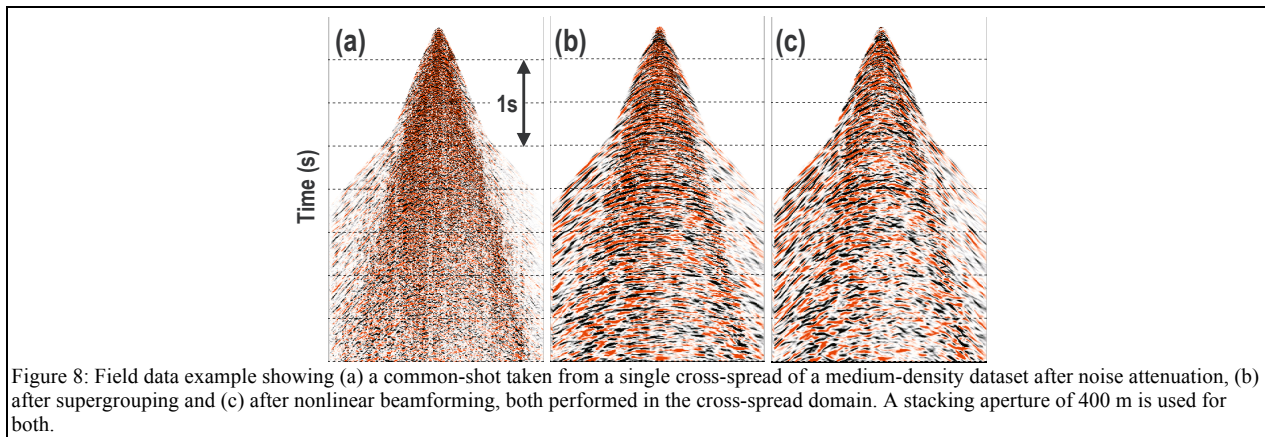 (a)
(b)
(c)
1s
Time (s)
Figure 8: Field data example showing (a) a common-shot taken from a single cross-spread of a medium-density dataset after noise attenuation, (b)
after supergrouping and (c) after nonlinear beamforming, both performed in the cross-spread domain. A stacking aperture of 400 m is used for
both.